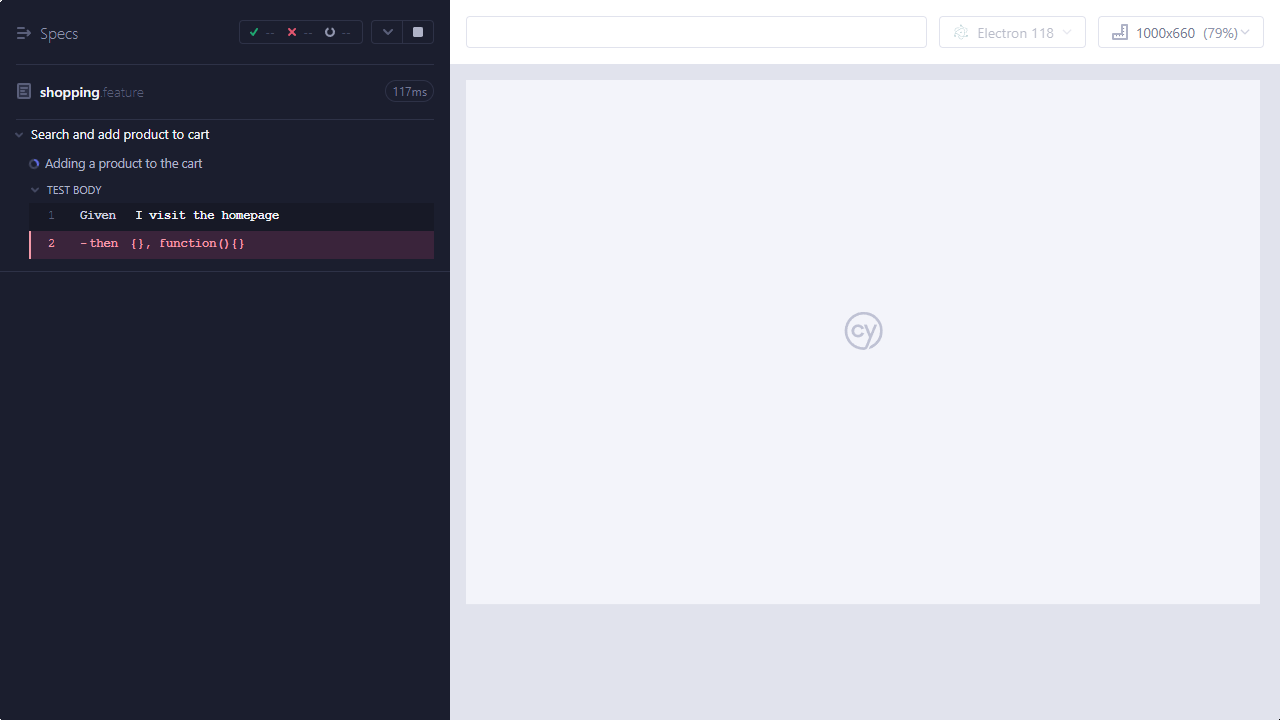 Specs
-- -- --
Electron 118
1000x660 (79%)
shopping.feature
117ms
Search and add product to cart
Adding a product to the cart
TEST BODY
1 Given I visit the homepage
2 -then {}, function(){}
cy